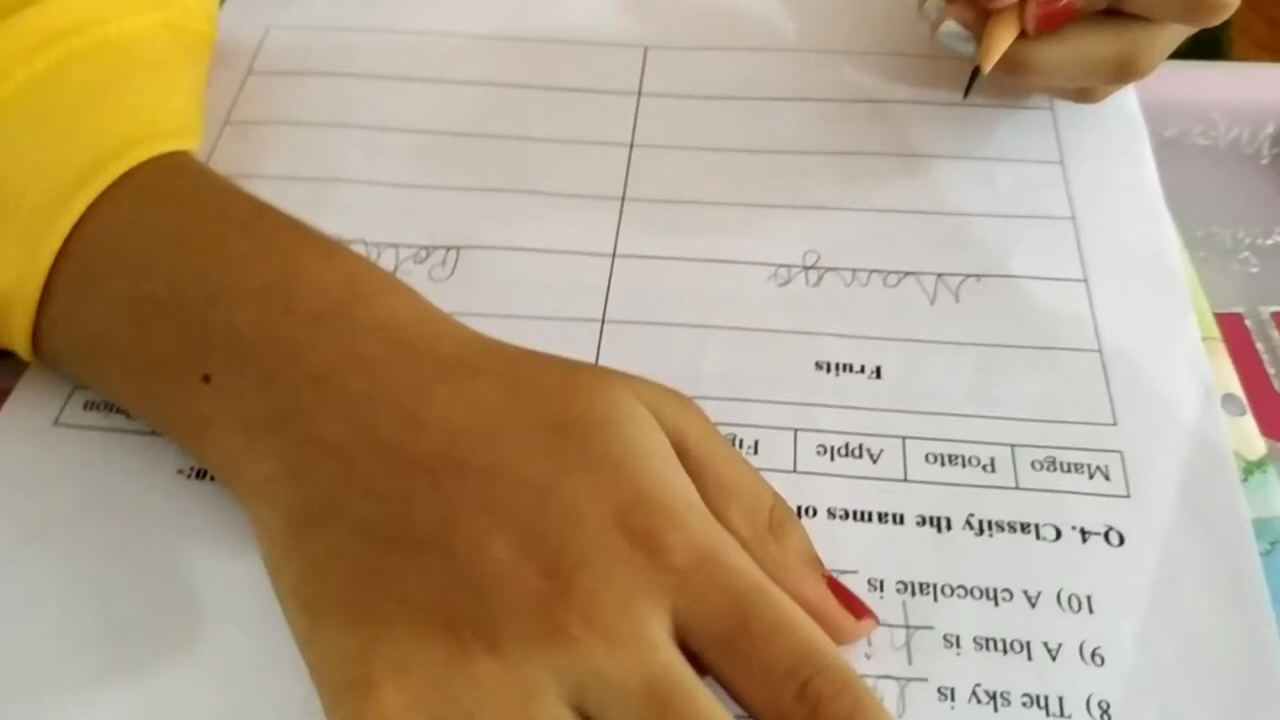 8) The sky is
9) A lotus is
10) A chocolate is
Q-4. Classify the names of
Mango Potato Apple Fig
Fruits
Mango